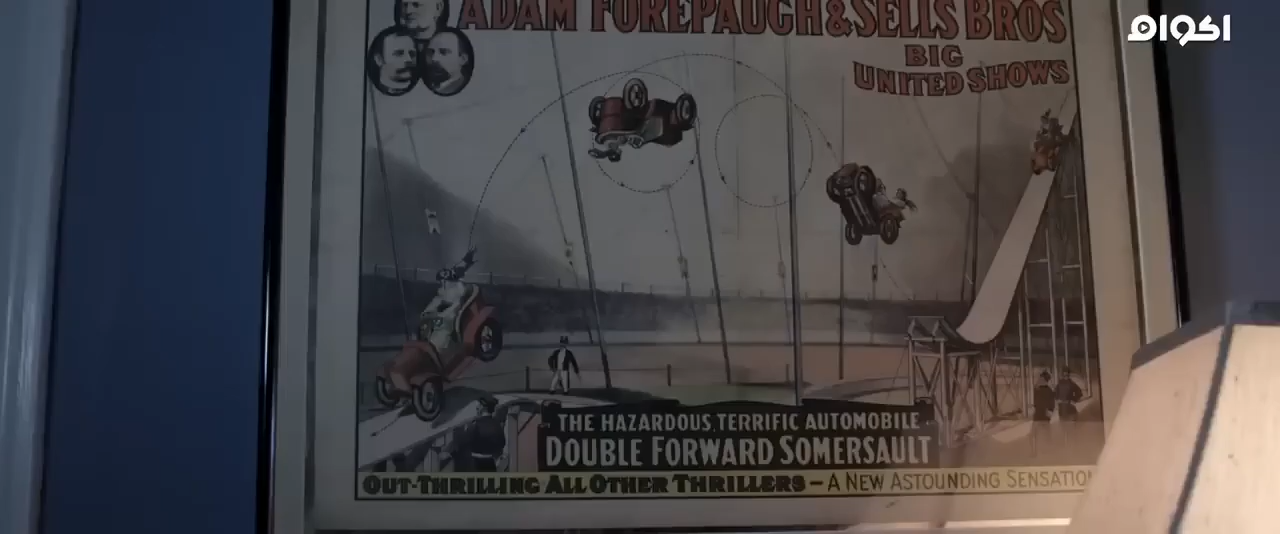 ADAM FOREPAUGH & SELLS BROS
اكوام
BIG
UNITED SHOWS
THE HAZARDOUS, TERRIFIC AUTOMOBILE
DOUBLE FORWARD SOMERSAULT
OUT-THRILLING ALL OTHER THRILLERS – A NEW ASTOUNDING SENSATIO